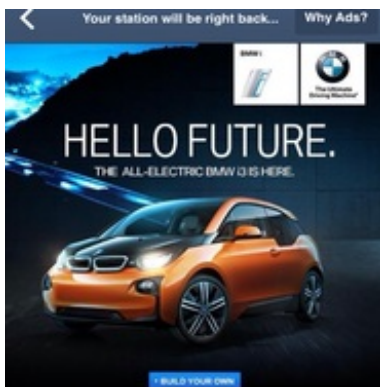 Your station will be right back...
Why Ads?
BMW i
The Ultimate
Driving Machine®
BMW
HELLO FUTURE.
THE ALL-ELECTRIC BMW i3 IS HERE.
BUILD YOUR OWN